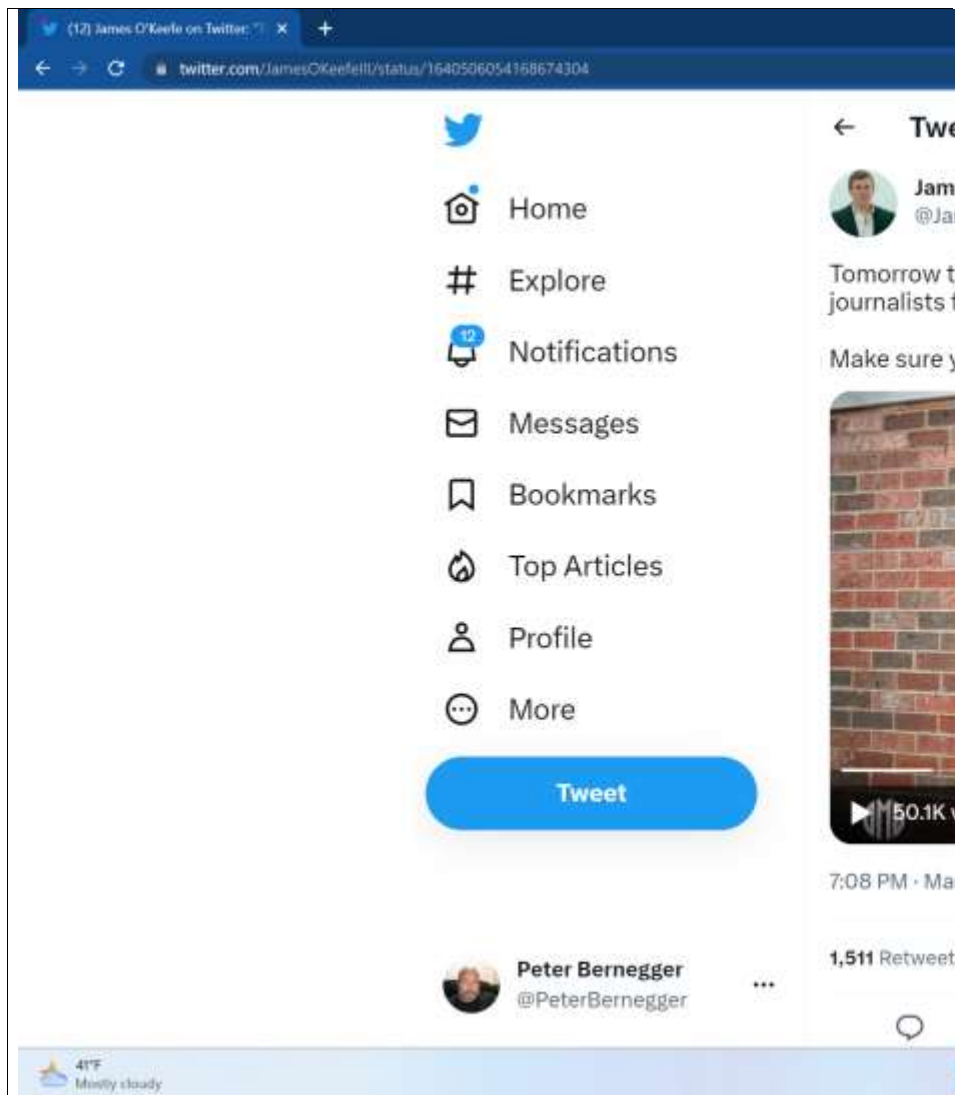 (12) James O'Keefe on Twitter: "
twitter.com/JamesOKeefeIII/status/1640506054168674304
Home
Explore
12
Notifications
Messages
Bookmarks
Top Articles
Profile
More
Tweet
Peter Bernegger
@PeterBernegger
Twe
Jam
@Ja
Tomorrow t
journalists f
Make sure y
50.1K v
7:08 PM · Ma
1,511 Retweet
41°F
Mostly cloudy